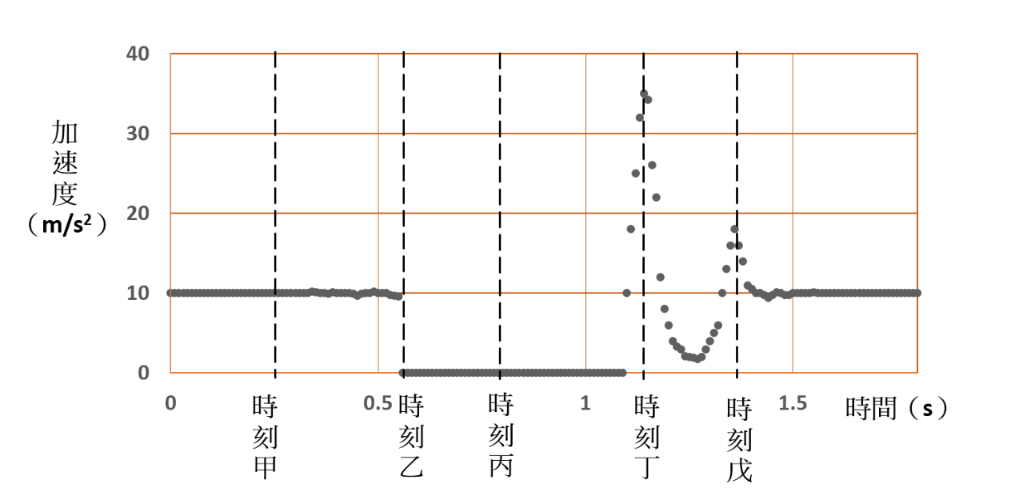 40
30
20
10
0
加速度
（m/s²）
0
0.5
1
1.5
時間（s）
時刻甲
時刻乙
時刻丙
時刻丁
時刻戊